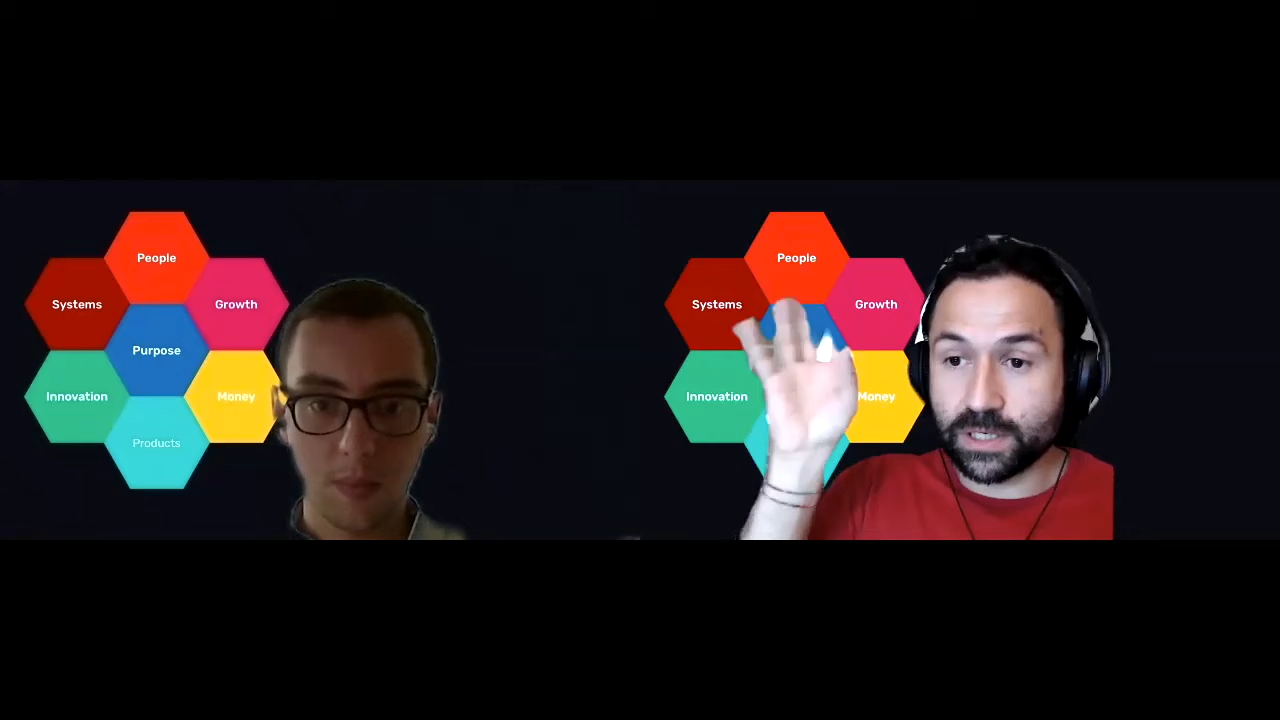 People
Systems
Growth
Purpose
Innovation
Money
Products
People
Systems
Growth
Innovation
Money